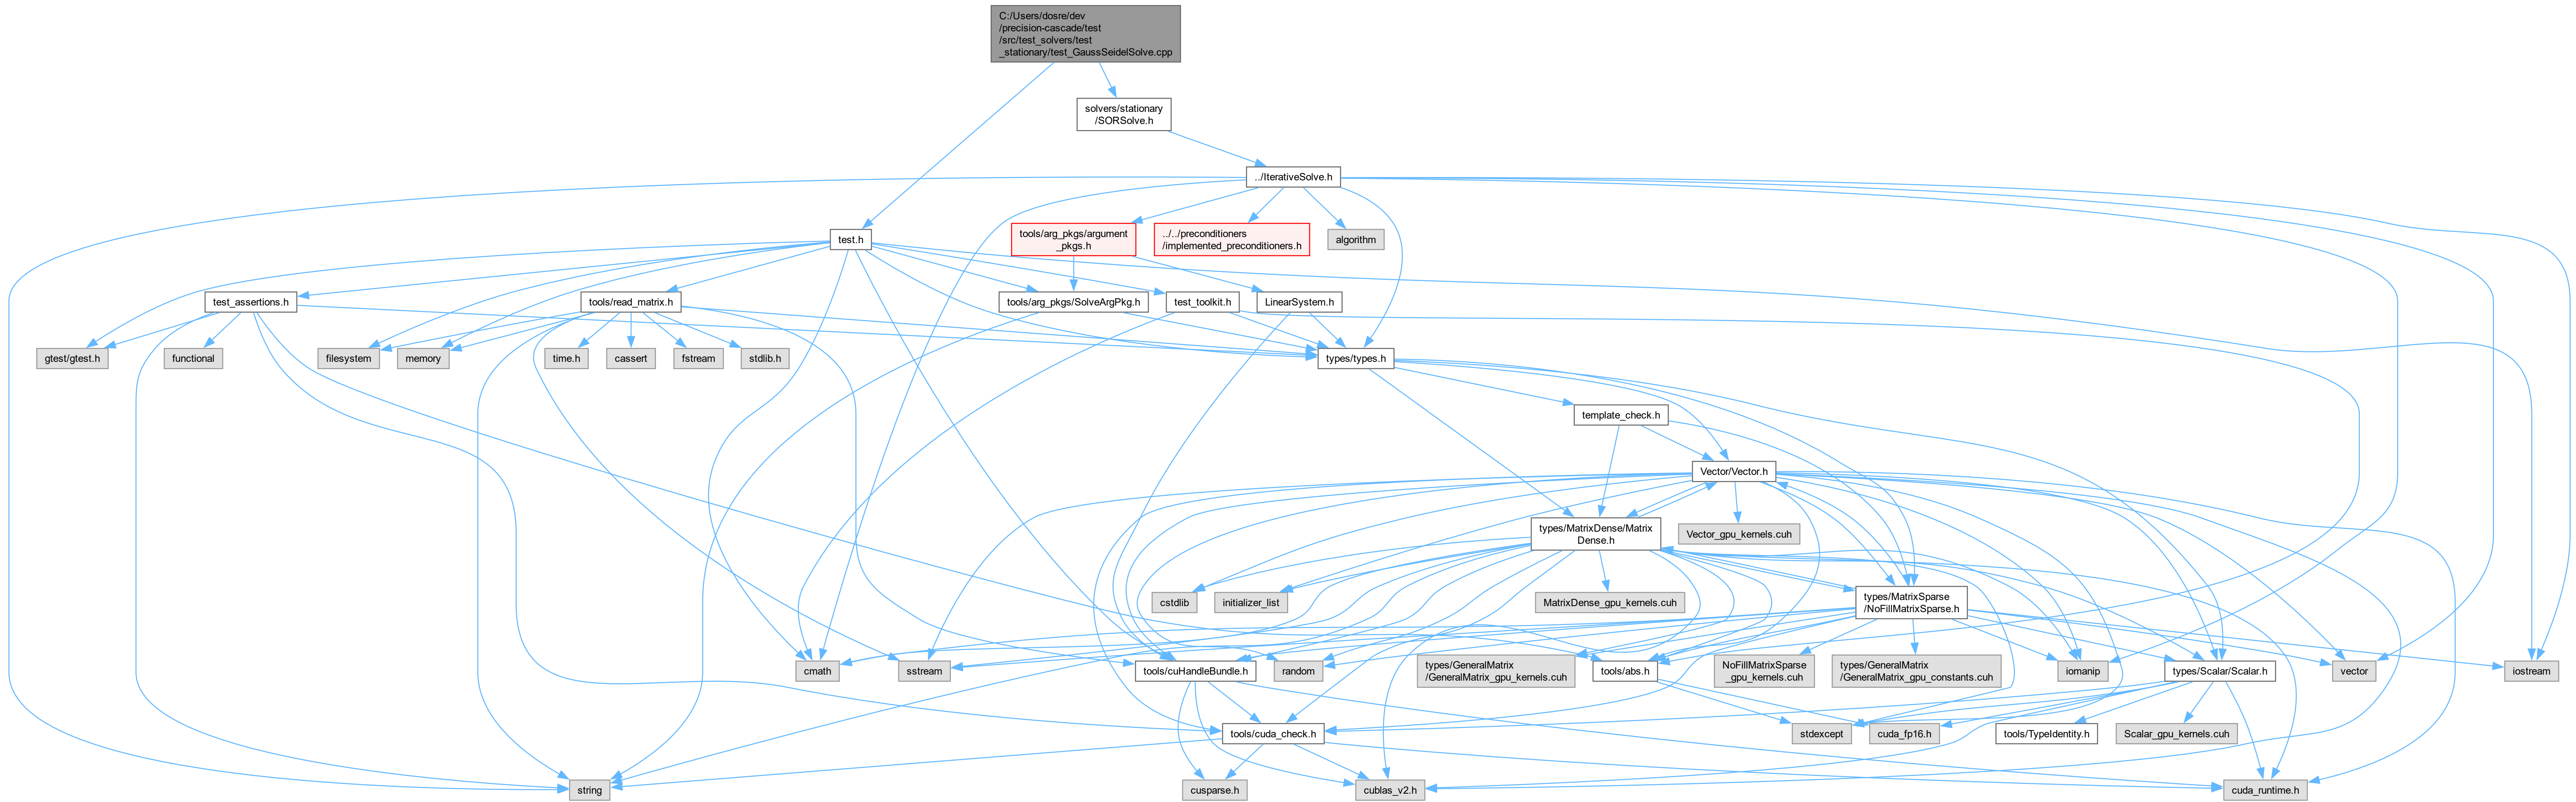 C:/Users/dosre/dev
/precision-cascade/test
/src/test_solvers/test
_stationary/test_GaussSeidelSolve.cpp
solvers/stationary
/SORSolve.h
../IterativeSolve.h
test.h
tools/arg_pkgs/argument
_pkgs.h
../../preconditioners
/implemented_preconditioners.h
algorithm
test_assertions.h
tools/read_matrix.h
tools/arg_pkgs/SolveArgPkg.h
test_toolkit.h
LinearSystem.h
gtest/gtest.h
functional
filesystem
memory
time.h
cassert
fstream
stdlib.h
types/types.h
template_check.h
Vector/Vector.h
types/MatrixDense/Matrix
Dense.h
Vector_gpu_kernels.cuh
cstdlib
initializer_list
MatrixDense_gpu_kernels.cuh
types/MatrixSparse
/NoFillMatrixSparse.h
cmath
sstream
tools/cuHandleBundle.h
random
types/GeneralMatrix
/GeneralMatrix_gpu_kernels.cuh
tools/abs.h
NoFillMatrixSparse
_gpu_kernels.cuh
types/GeneralMatrix
/GeneralMatrix_gpu_constants.cuh
iomanip
types/Scalar/Scalar.h
vector
iostream
tools/cuda_check.h
stdexcept
cuda_fp16.h
tools/TypeIdentity.h
Scalar_gpu_kernels.cuh
string
cusparse.h
cublas_v2.h
cuda_runtime.h